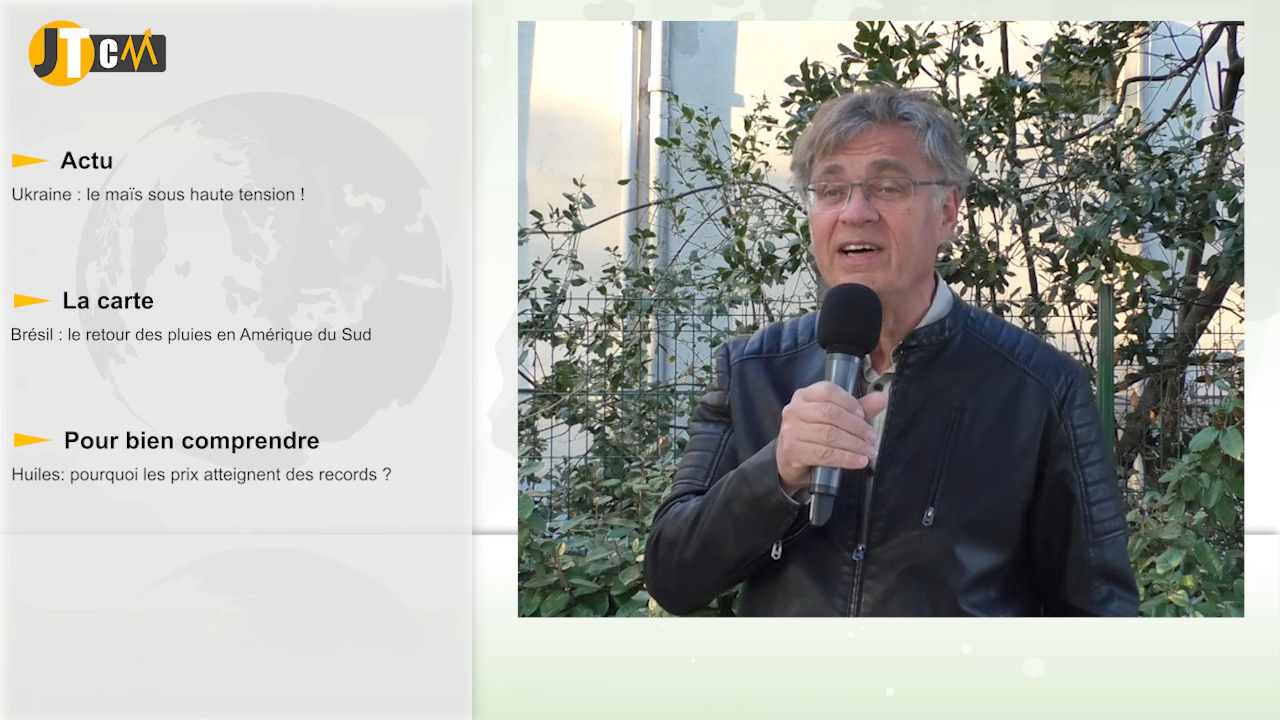 JTCM
Actu
Ukraine : le maïs sous haute tension !
La carte
Brésil : le retour des pluies en Amérique du Sud
Pour bien comprendre
Huiles: pourquoi les prix atteignent des records ?